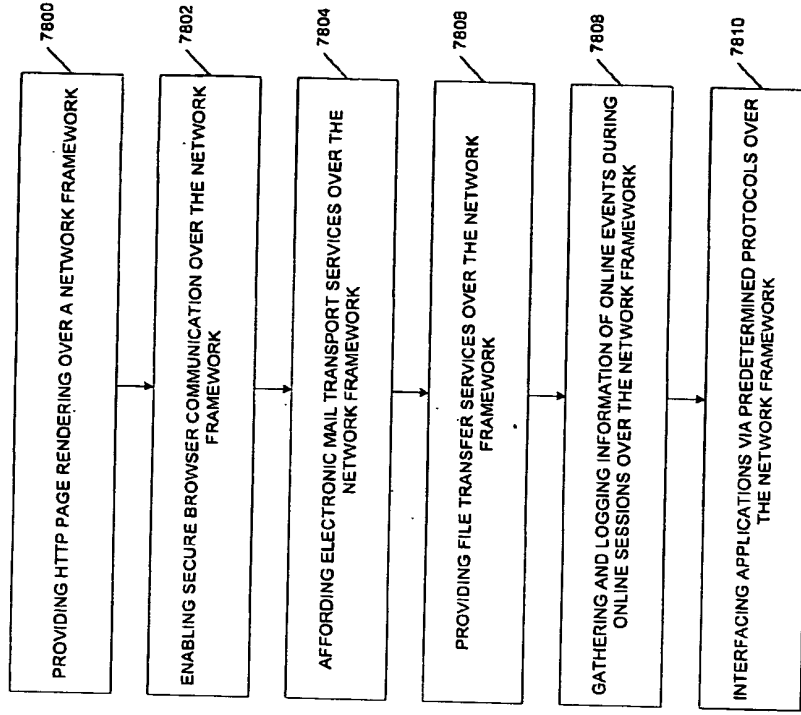 7800
PROVIDING HTTP PAGE RENDERING OVER A NETWORK FRAMEWORK
7802
ENABLING SECURE BROWSER COMMUNICATION OVER THE NETWORK
FRAMEWORK
7804
AFFORDING ELECTRONIC MAIL TRANSPORT SERVICES OVER THE
NETWORK FRAMEWORK
7808
PROVIDING FILE TRANSFER SERVICES OVER THE NETWORK
FRAMEWORK
7808
GATHERING AND LOGGING INFORMATION OF ONLINE EVENTS DURING
ONLINE SESSIONS OVER THE NETWORK FRAMEWORK
7810
INTERFACING APPLICATIONS VIA PREDETERMINED PROTOCOLS OVER
THE NETWORK FRAMEWORK